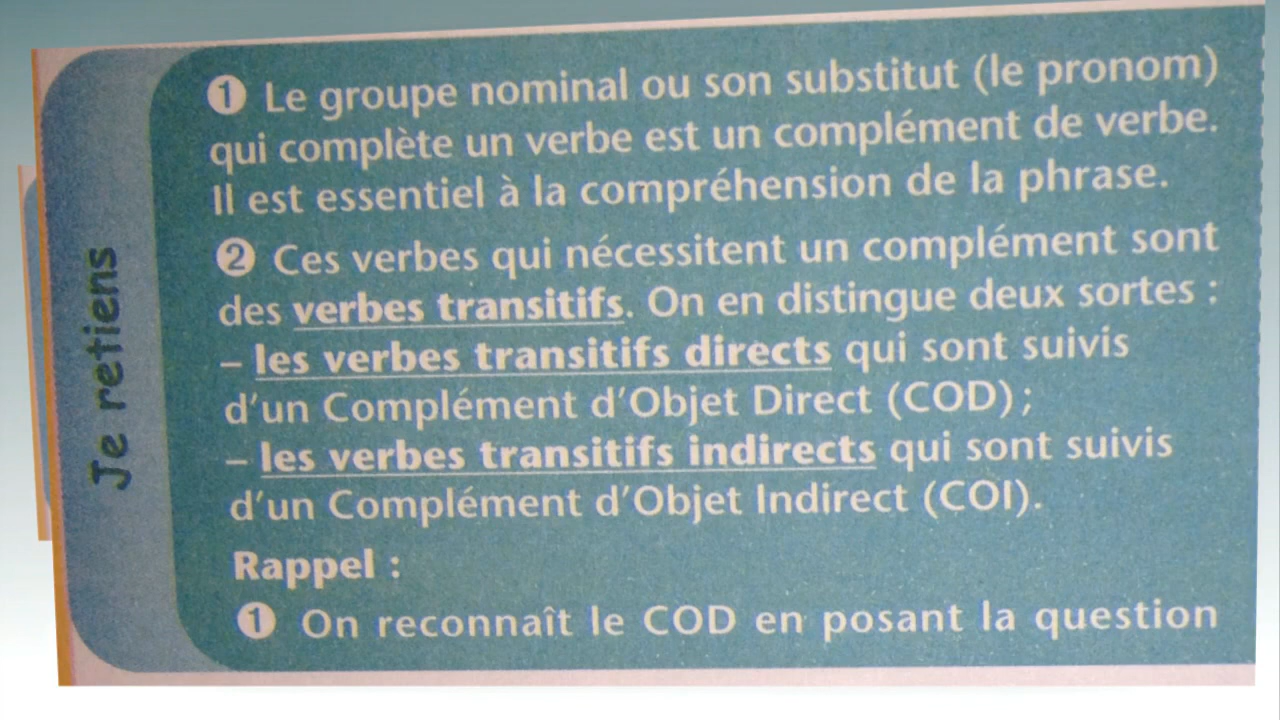 Je retiens
1 Le groupe nominal ou son substitut (le pronom)
qui complète un verbe est un complément de verbe.
Il est essentiel à la compréhension de la phrase.
2 Ces verbes qui nécessitent un complément sont
des verbes transitifs. On en distingue deux sortes :
– les verbes transitifs directs qui sont suivis
d’un Complément d’Objet Direct (COD) ;
– les verbes transitifs indirects qui sont suivis
d’un Complément d’Objet Indirect (COI).
Rappel :
1 On reconnaît le COD en posant la question